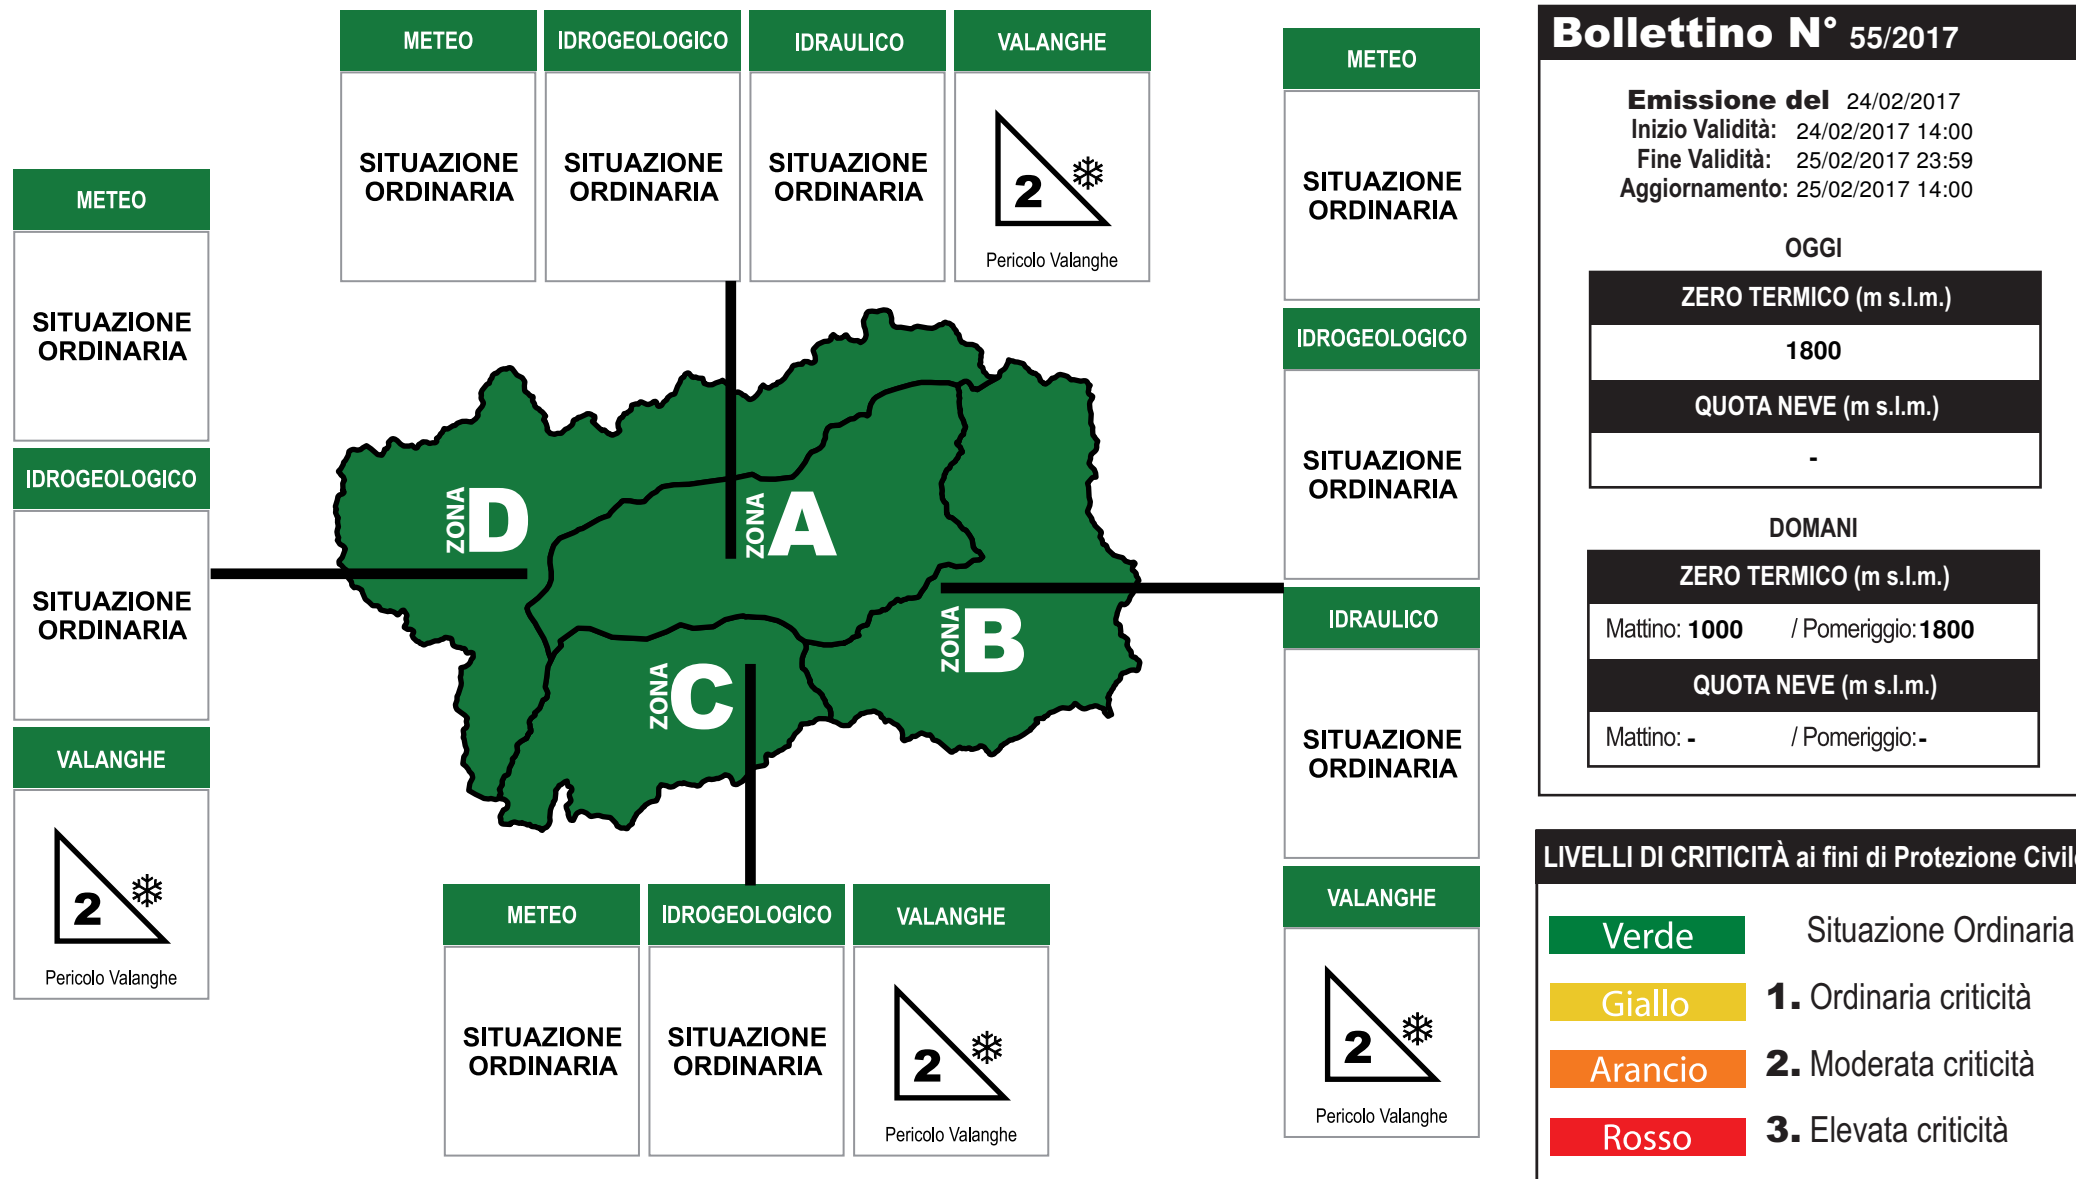 METEO
SITUAZIONE
ORDINARIA
IDROGEOLOGICO
SITUAZIONE
ORDINARIA
IDRAULICO
SITUAZIONE
ORDINARIA
VALANGHE
2
Pericolo Valanghe
METEO
SITUAZIONE
ORDINARIA
IDROGEOLOGICO
SITUAZIONE
ORDINARIA
VALANGHE
2
Pericolo Valanghe
ZONA D
ZONA A
ZONA B
ZONA C
METEO
SITUAZIONE
ORDINARIA
IDROGEOLOGICO
SITUAZIONE
ORDINARIA
VALANGHE
2
Pericolo Valanghe
METEO
SITUAZIONE
ORDINARIA
IDROGEOLOGICO
SITUAZIONE
ORDINARIA
IDRAULICO
SITUAZIONE
ORDINARIA
VALANGHE
2
Pericolo Valanghe
Bollettino N° 55/2017
Emissione del 24/02/2017
Inizio Validità: 24/02/2017 14:00
Fine Validità: 25/02/2017 23:59
Aggiornamento: 25/02/2017 14:00
OGGI
ZERO TERMICO (m s.l.m.)
1800
QUOTA NEVE (m s.l.m.)
-
DOMANI
ZERO TERMICO (m s.l.m.)
Mattino: 1000 / Pomeriggio: 1800
QUOTA NEVE (m s.l.m.)
Mattino: - / Pomeriggio: -
LIVELLI DI CRITICITÀ ai fini di Protezione Civile
Verde Situazione Ordinaria
Giallo 1. Ordinaria criticità
Arancio 2. Moderata criticità
Rosso 3. Elevata criticità